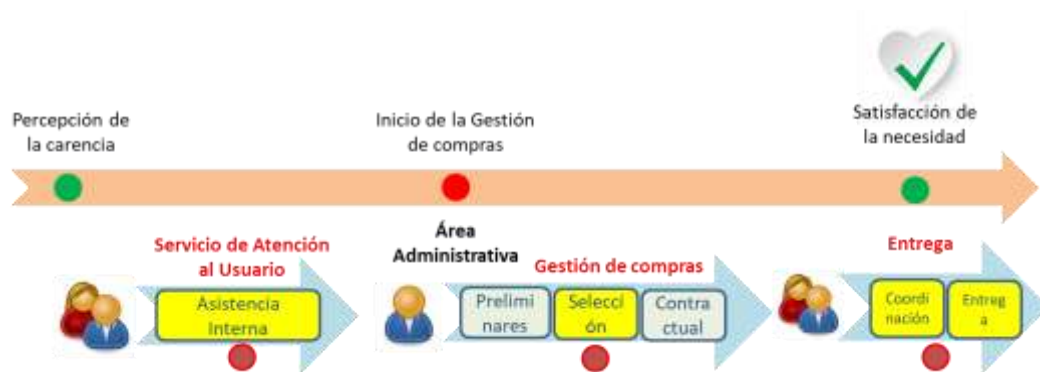 Percepción de
la carencia
Inicio de la Gestión
de compras
Satisfacción de
la necesidad
Servicio de Atención
al Usuario
Asistencia
Interna
Área
Administrativa
Gestión de compras
Prelimi
nares
Selecci
ón
Contra
ctual
Entrega
Coordi
nación
Entreg
a